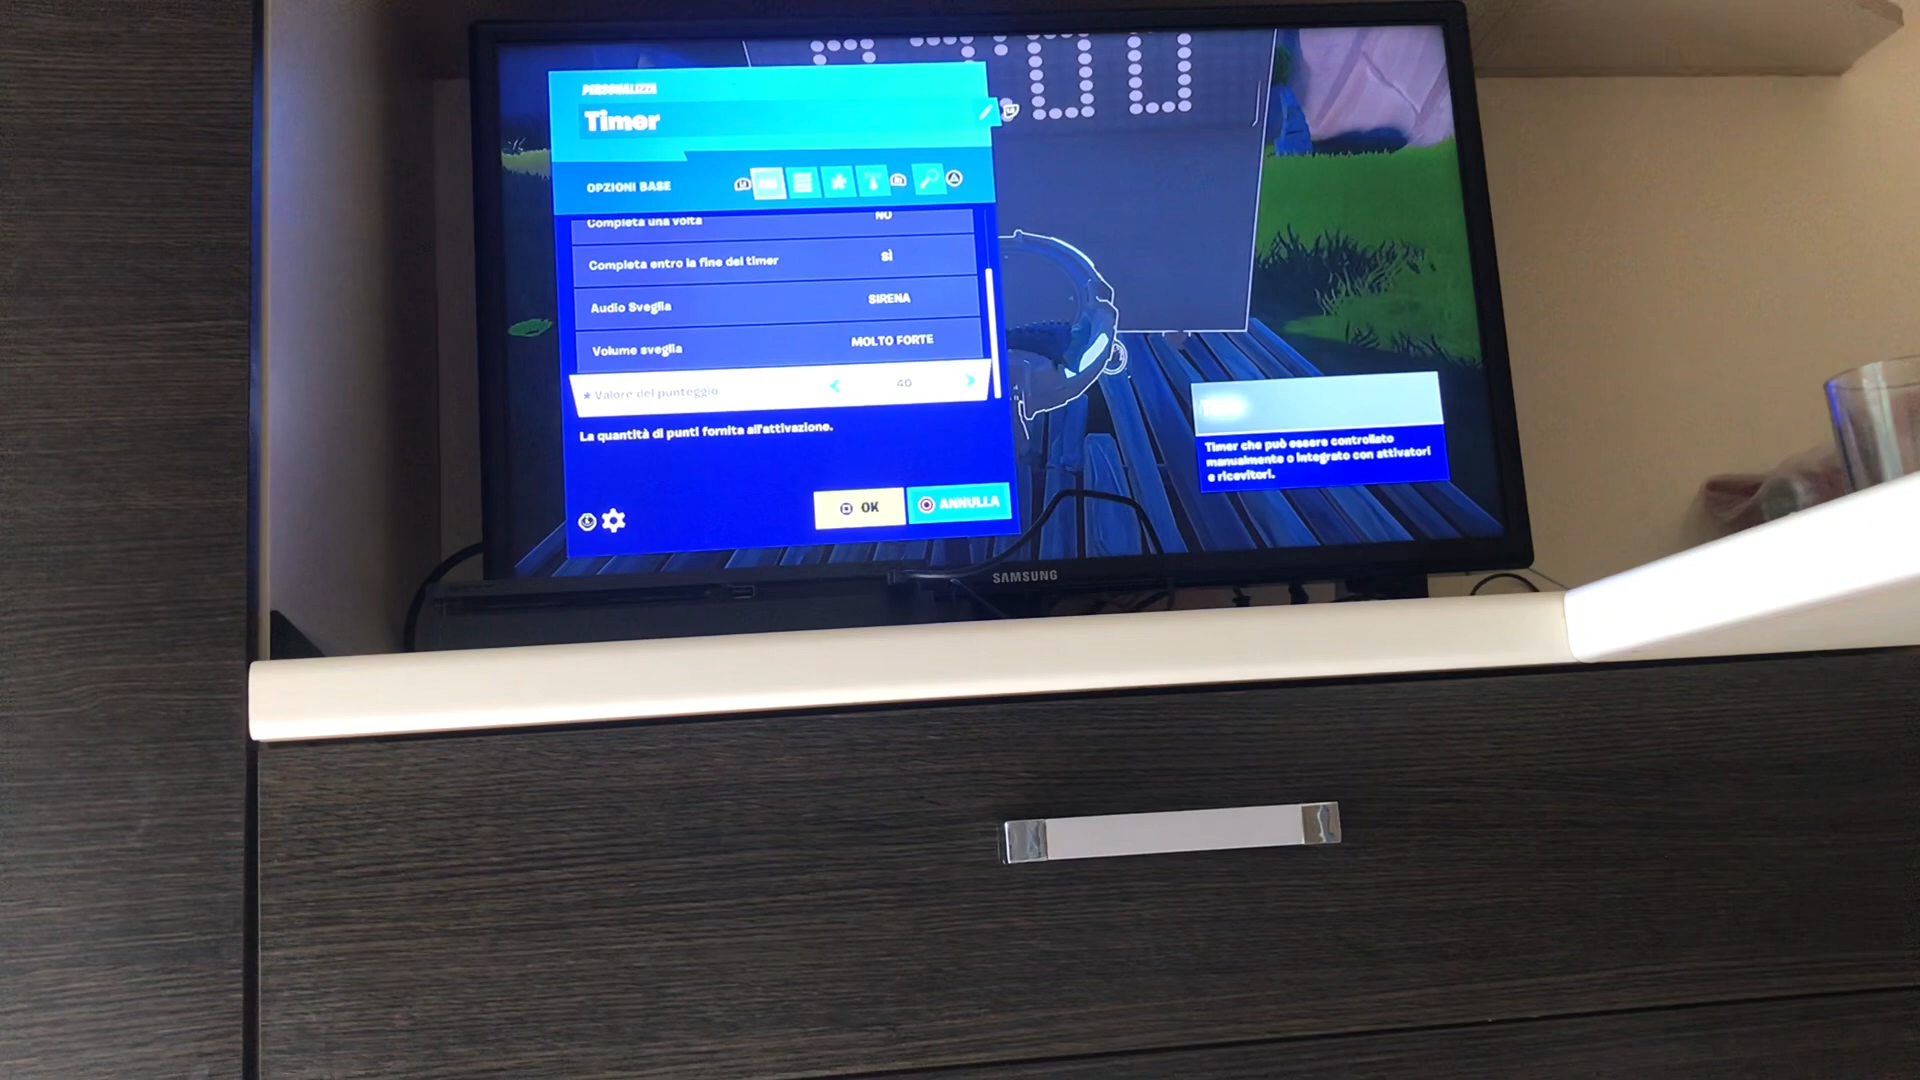 PERSONALIZZA
Timer
OPZIONI BASE
Completa una volta NO
Completa entro la fine del timer SÌ
Audio Sveglia SIRENA
Volume sveglia MOLTO FORTE
* Valore del punteggio 40
La quantità di punti fornita all'attivazione.
OK ANNULLA
Timer che può essere controllato
manualmente o integrato con attivatori
e ricevitori.
SAMSUNG